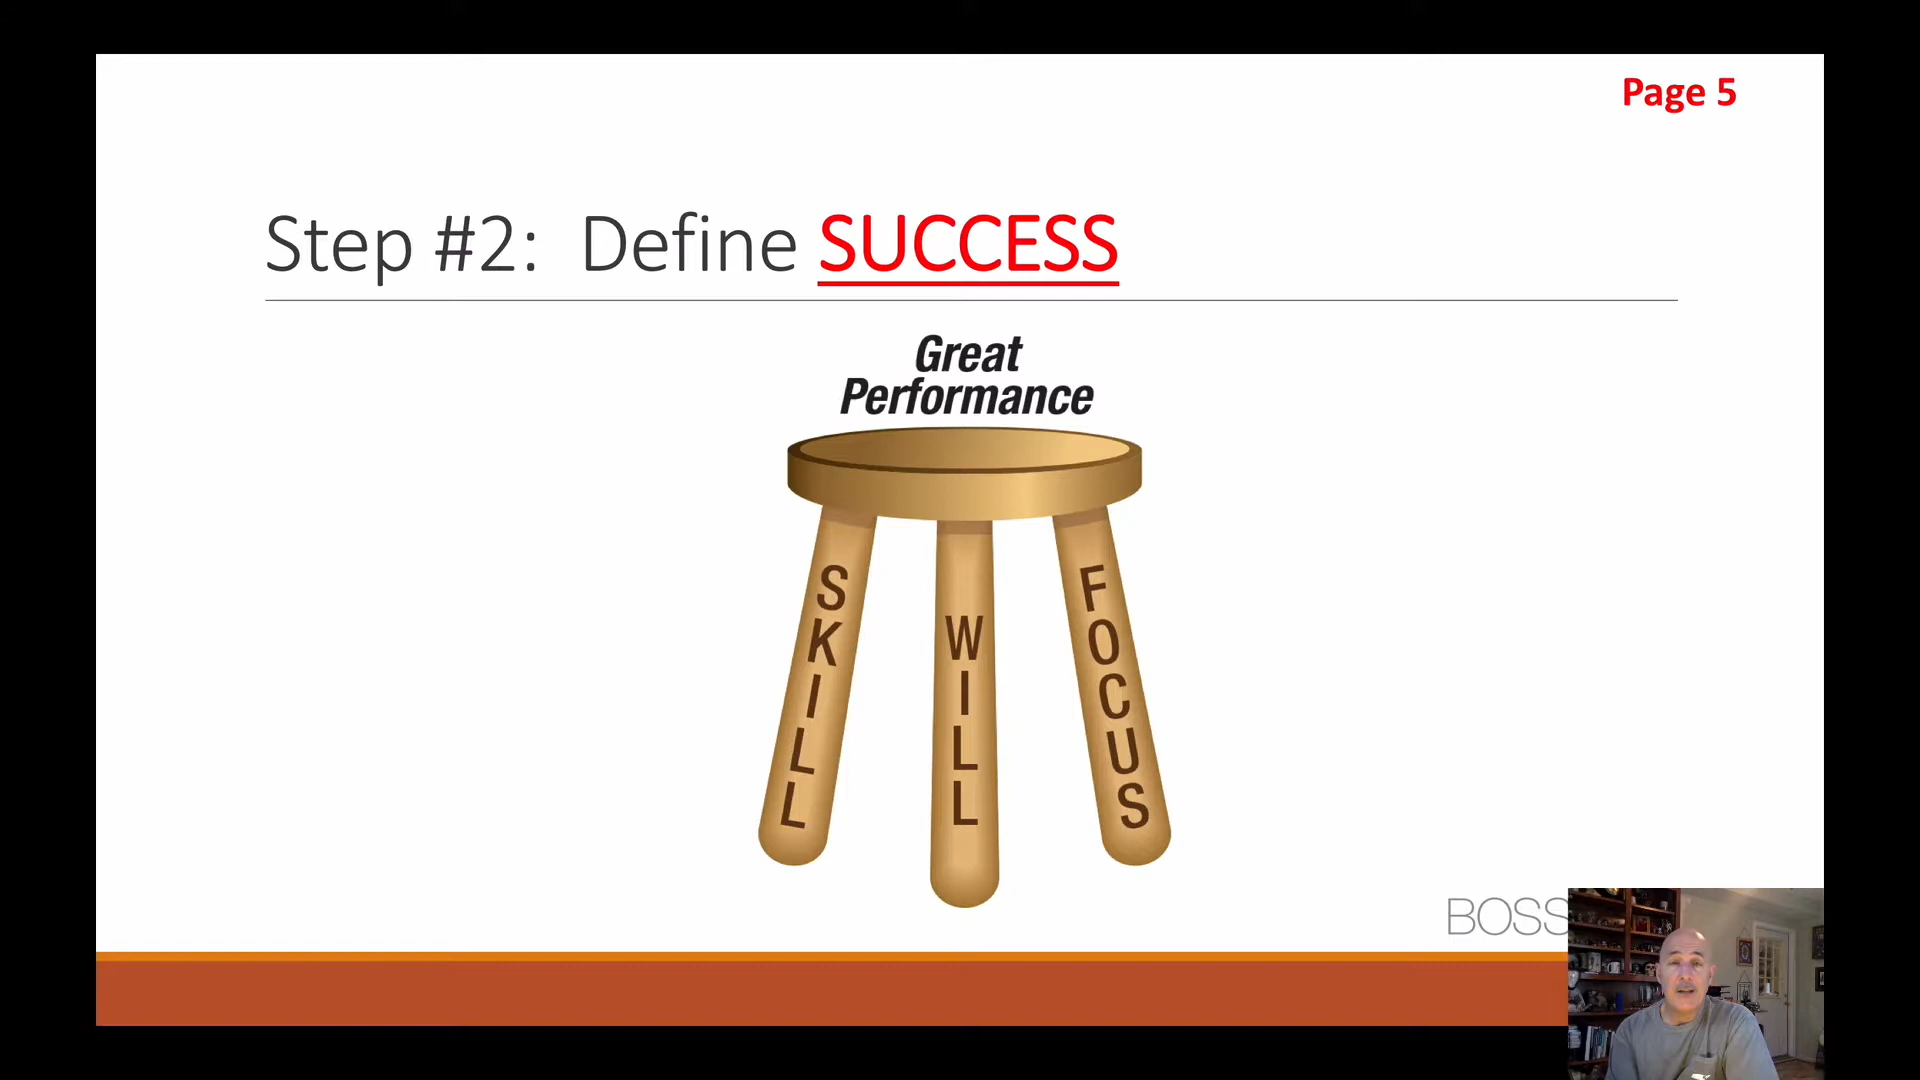 Page 5
Step #2: Define SUCCESS
Great
Performance
SKILL
WILL
FOCUS
BOSS